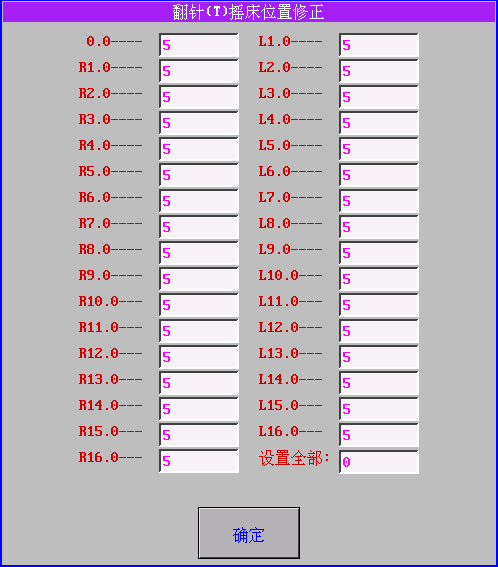 翻针(T)摇床位置修正
0.0---- 5 L1.0---- 5
R1.0---- 5 L2.0---- 5
R2.0---- 5 L3.0---- 5
R3.0---- 5 L4.0---- 5
R4.0---- 5 L5.0---- 5
R5.0---- 5 L6.0---- 5
R6.0---- 5 L7.0---- 5
R7.0---- 5 L8.0---- 5
R8.0---- 5 L9.0---- 5
R9.0---- 5 L10.0--- 5
R10.0--- 5 L11.0--- 5
R11.0--- 5 L12.0--- 5
R12.0--- 5 L13.0--- 5
R13.0--- 5 L14.0--- 5
R14.0--- 5 L15.0--- 5
R15.0--- 5 L16.0--- 5
R16.0--- 5 设置全部: 0
确定